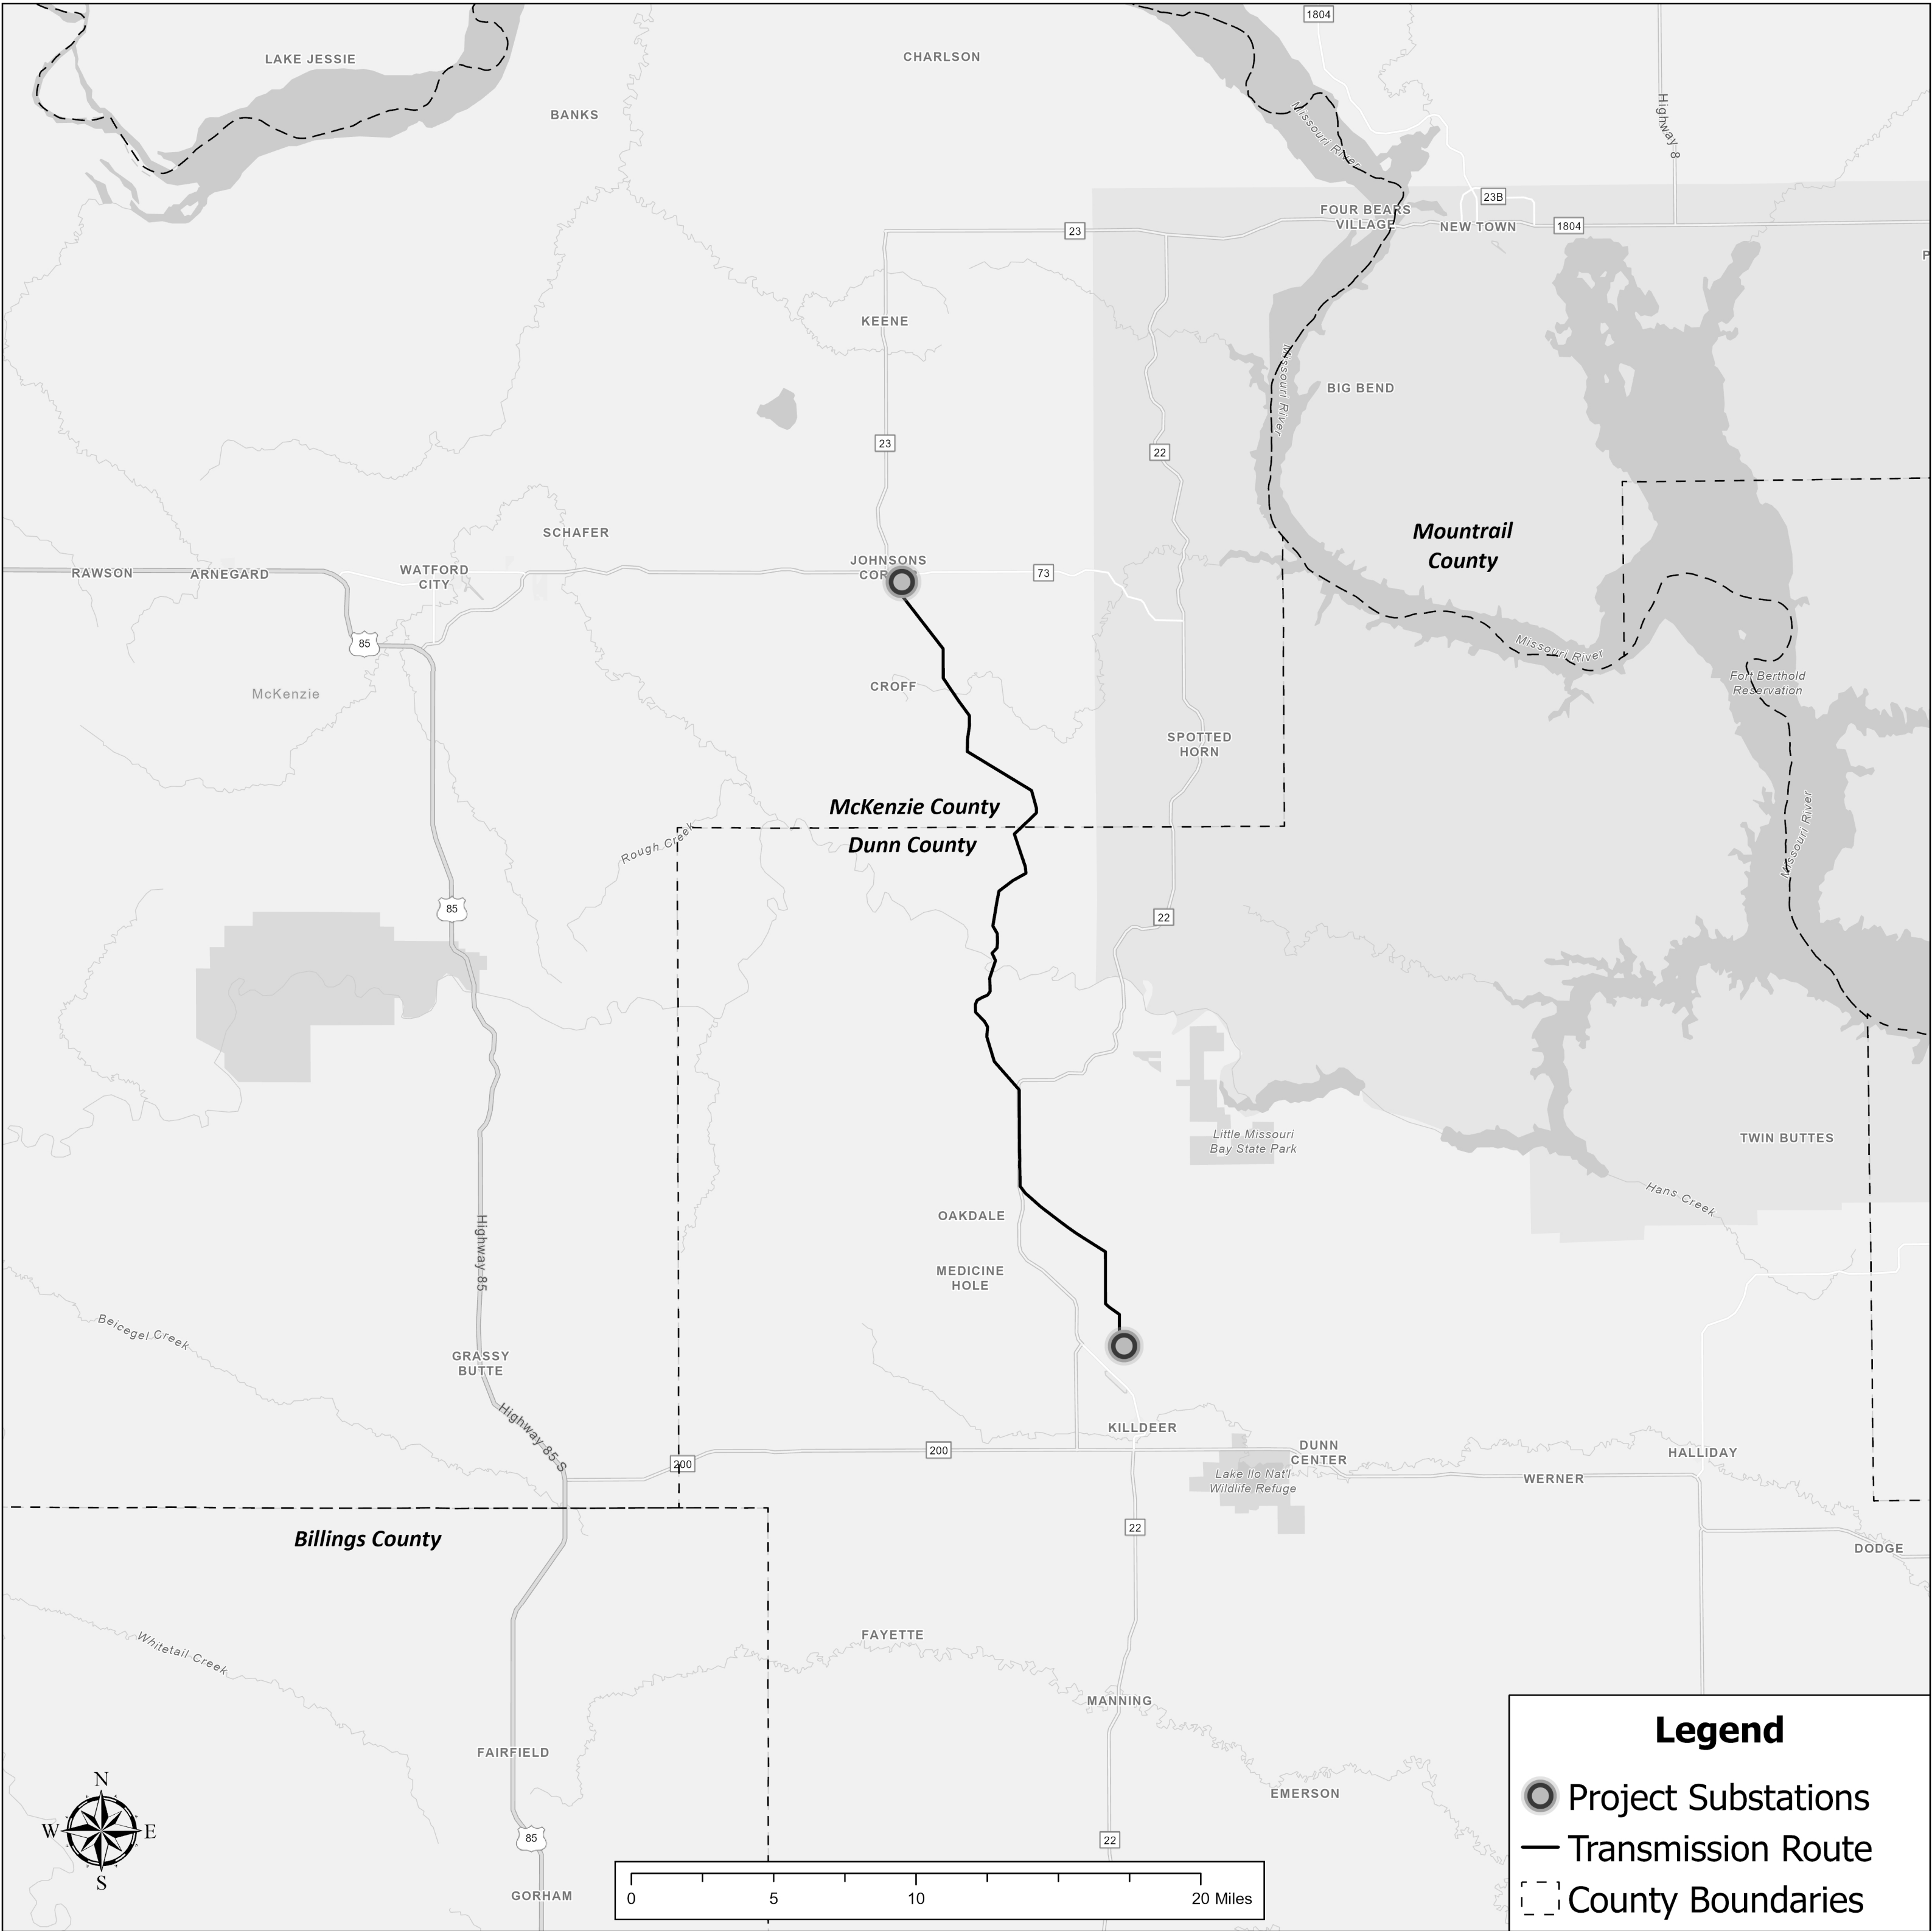 1804
LAKE JESSIE
CHARLSON
BANKS
Highway 8
Missouri River
23B
FOUR BEARS
VILLAGE
NEW TOWN
1804
23
KEENE
Missouri River
BIG BEND
23
22
SCHAFER
Mountrail
County
JOHNSONS
RAWSON
ARNEGARD
WATFORD
CITY
73
85
Missouri River
McKenzie
CROFF
Fort Berthold
Reservation
SPOTTED
HORN
McKenzie County
Rough Creek
Dunn County
Missouri River
85
22
Little Missouri
Bay State Park
TWIN BUTTES
Hans Creek
OAKDALE
Highway 85
MEDICINE
HOLE
Beicegel Creek
GRASSY
BUTTE
Highway 85 S
KILLDEER
200
200
DUNN
CENTER
HALLIDAY
Lake Ilo Nat'l
Wildlife Refuge
WERNER
22
Billings County
DODGE
FAYETTE
Whitetail Creek
MANNING
FAIRFIELD
EMERSON
85
22
GORHAM
N
W
E
S
0
5
10
20 Miles
Legend
Project Substations
Transmission Route
County Boundaries